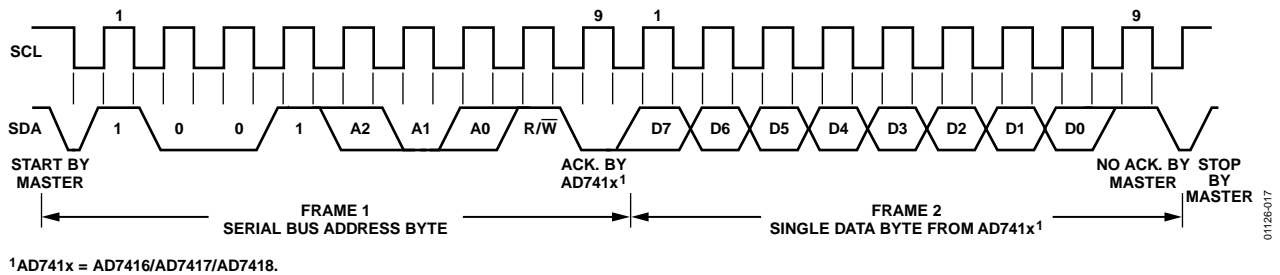 1 9 1 9
SCL
SDA 1 0 0 1 A2 A1 A0 R/W̅ D7 D6 D5 D4 D3 D2 D1 D0
START BY
MASTER
ACK. BY
AD741x¹
NO ACK. BY
MASTER
STOP
BY
MASTER
FRAME 1
SERIAL BUS ADDRESS BYTE
FRAME 2
SINGLE DATA BYTE FROM AD741x¹
01126-017
¹AD741x = AD7416/AD7417/AD7418.